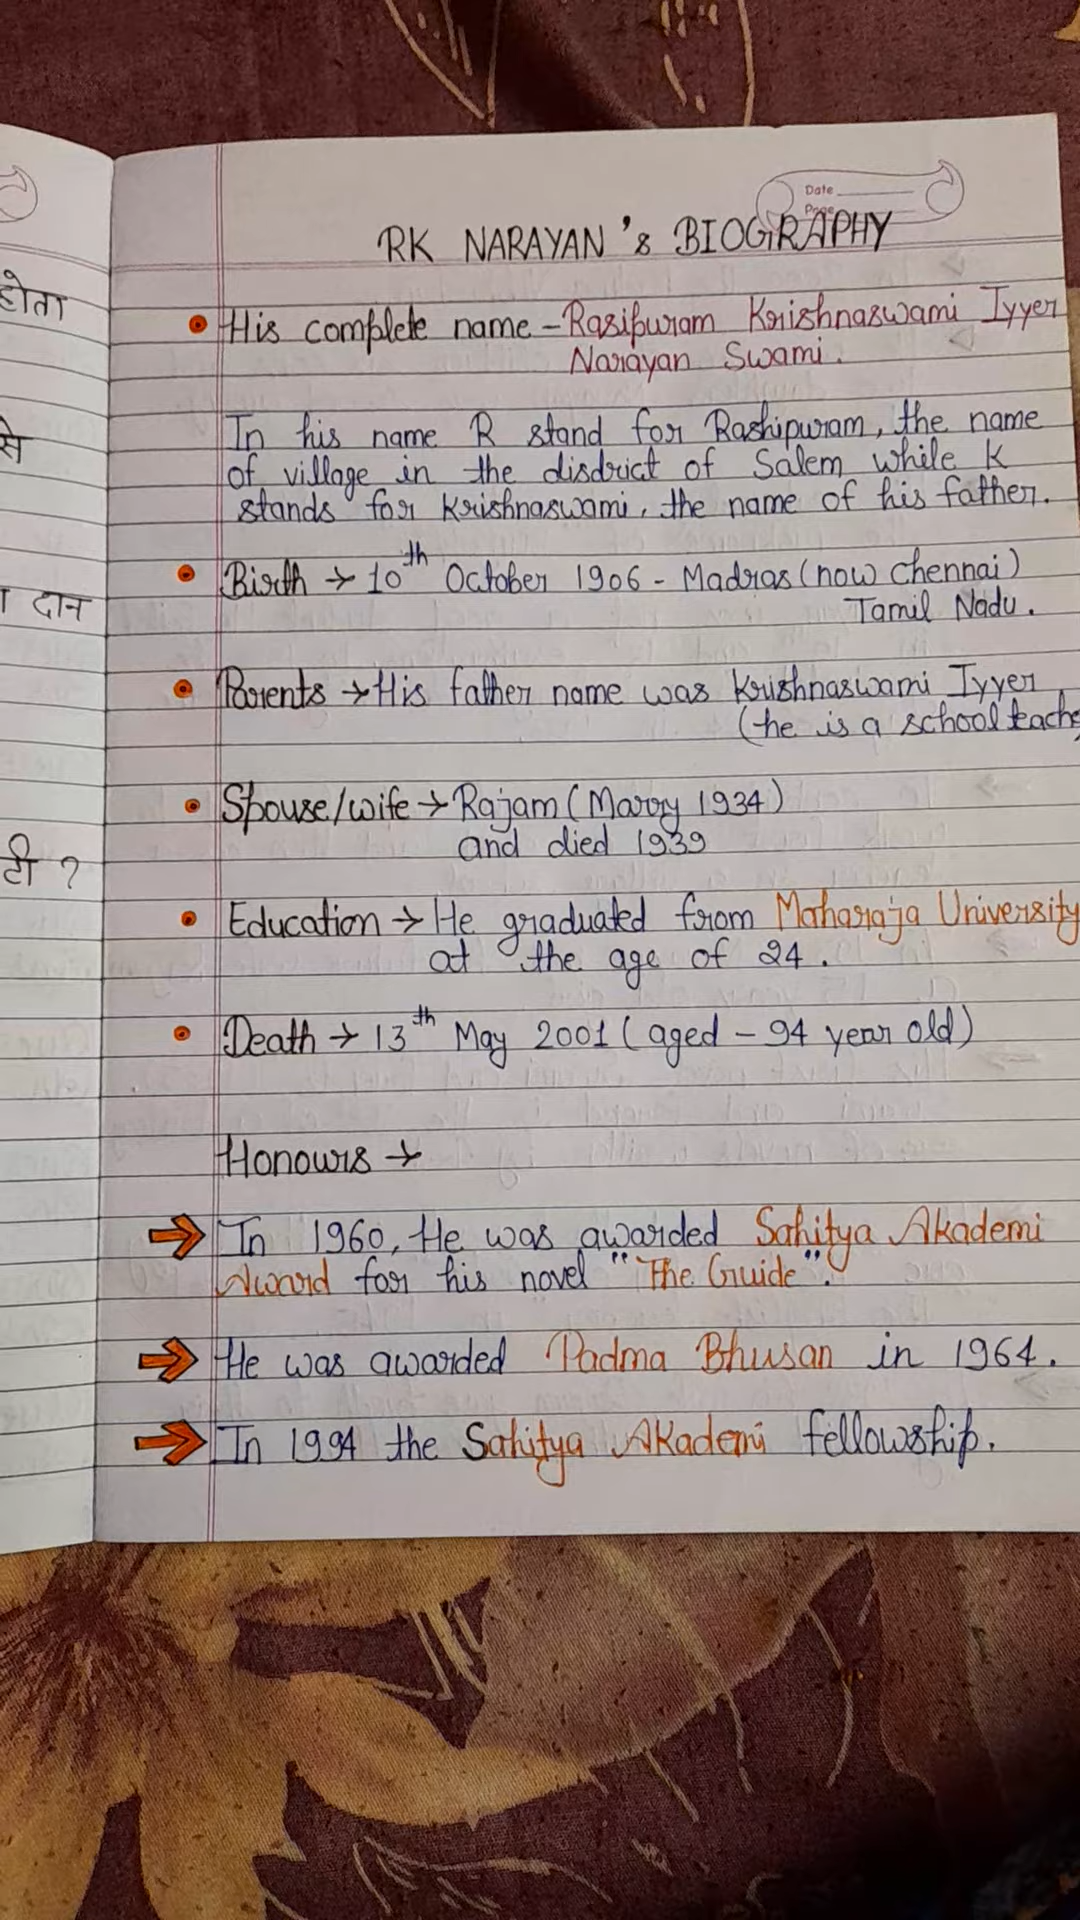 होता
से
दान
टी ?
Date
Page
RK NARAYAN's BIOGRAPHY
His complete name - Rasipuram Krishnaswami Iyyer
Narayan Swami.
In his name R stand for Rashipuram, the name
of village in the disdrict of Salem while K
stands for Krishnaswami, the name of his father.
Birth → 10th October 1906 - Madras (now chennai)
Tamil Nadu.
Parents → His father name was Krishnaswami Iyyer
(he is a school teache
Spouse/wife → Rajam (Marry 1934)
and died 1939
Education → He graduated from Maharaja University
at the age of 24.
Death → 13th May 2001 (aged - 94 year old)
Honours →
⇒ In 1960, He was awarded Sahitya Akademi
Award for his novel "The Guide".
⇒ He was awarded Padma Bhusan in 1964.
⇒ In 1994 the Sahitya Akademi fellowship.